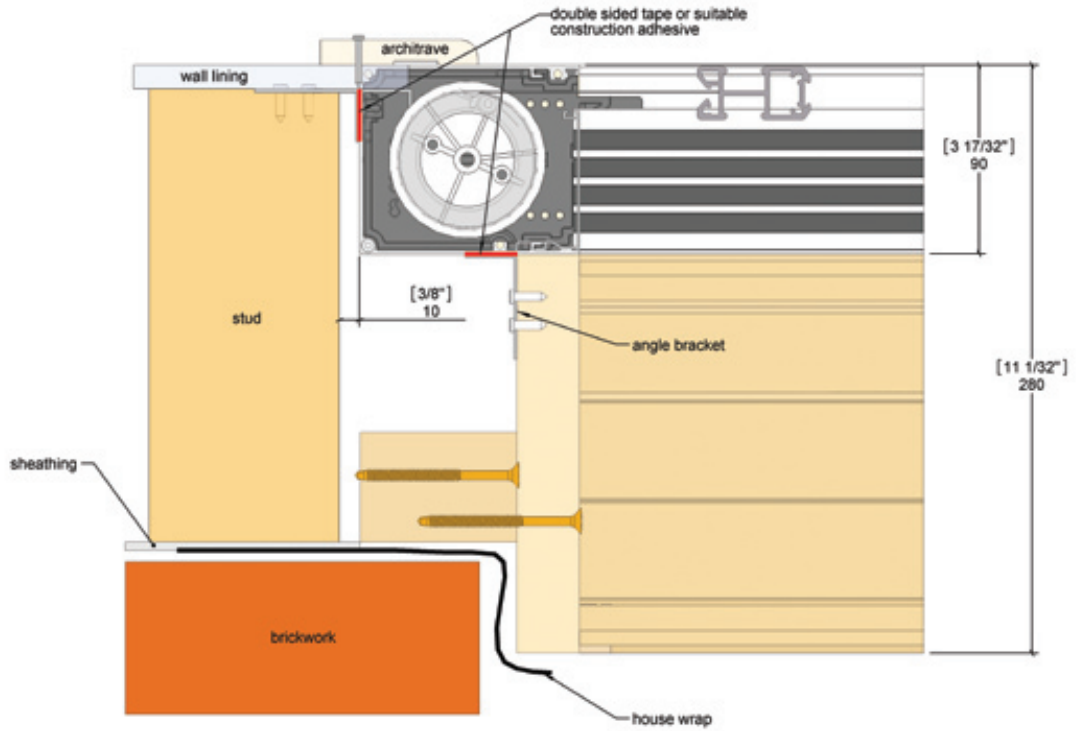 double sided tape or suitable
construction adhesive
architrave
wall lining
[3 17/32"]
90
[3/8"]
10
stud
angle bracket
[11 1/32"]
280
sheathing
brickwork
house wrap